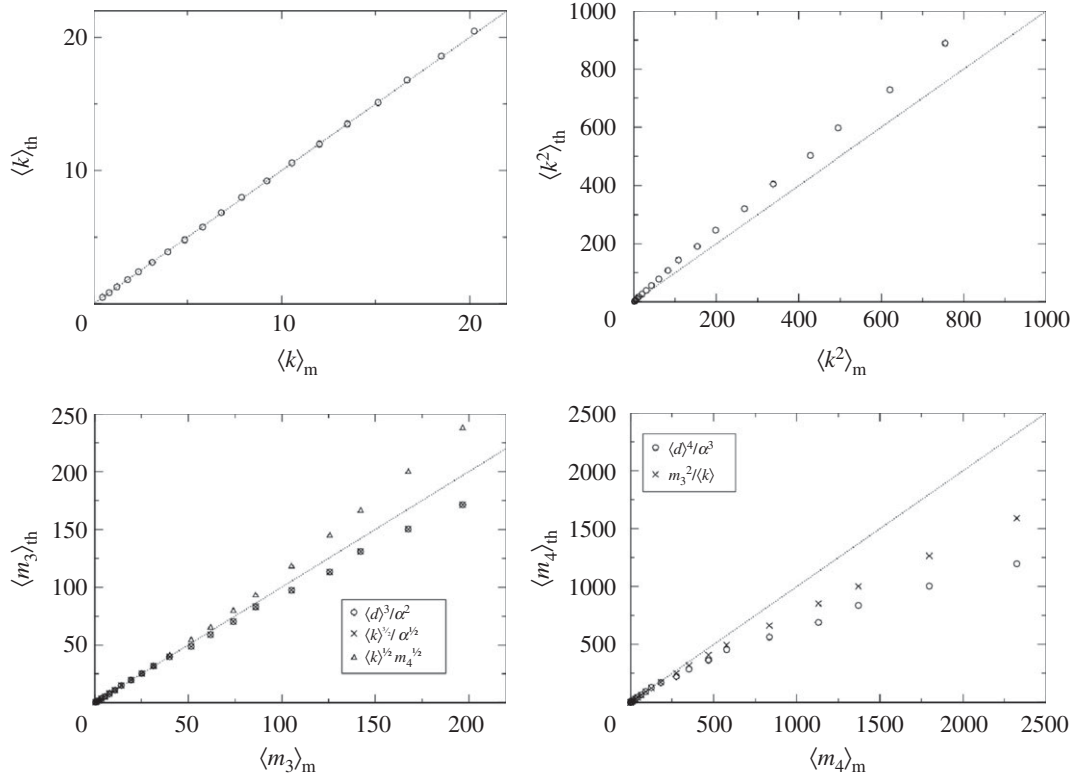 20
10
0
10
20
⟨k⟩th
⟨k⟩m
1000
800
600
400
200
0
200
400
600
800
1000
⟨k²⟩th
⟨k²⟩m
250
200
150
100
50
0
50
100
150
200
⟨m₃⟩th
⟨m₃⟩m
⟨d⟩³/α²
⟨k⟩^½/α^½
⟨k⟩^½ m₄^½
2500
2000
1500
1000
500
0
500
1000
1500
2000
2500
⟨m₄⟩th
⟨m₄⟩m
⟨d⟩⁴/α³
m₃²/⟨k⟩